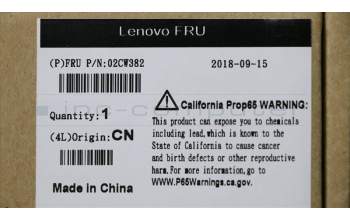 Lenovo FRU
(P)FRU P/N:02CW382
2018-09-15
Quantity:1
(4L)Origin:CN
Made in China
California Prop65 WARNING:
This product can expose you to chemicals
including lead,which is known to the
State of California to cause cancer
and birth defects or other reproductive
harm. For more information, go to
WWW.P65Warnings.ca.gov.
ipc-computer